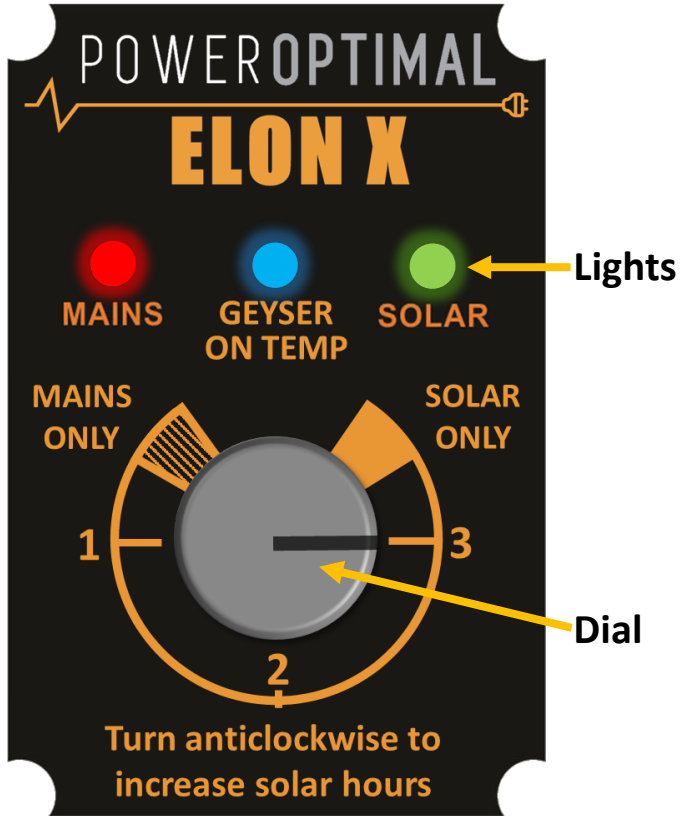 POWEROPTIMAL
ELON X
Lights
MAINS
GEYSER
ON TEMP
SOLAR
MAINS
ONLY
SOLAR
ONLY
1
3
Dial
2
Turn anticlockwise to
increase solar hours